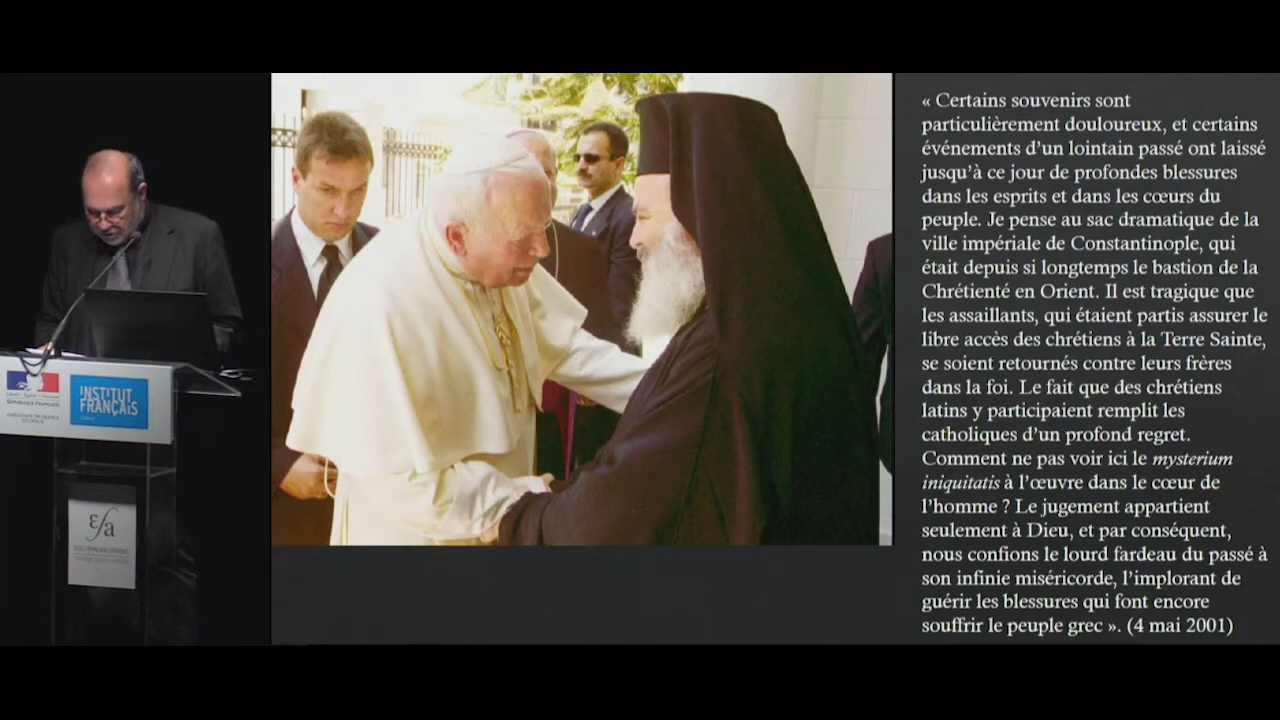 « Certains souvenirs sont
particulièrement douloureux, et certains
événements d'un lointain passé ont laissé
jusqu'à ce jour de profondes blessures
dans les esprits et dans les cœurs du
peuple. Je pense au sac dramatique de la
ville impériale de Constantinople, qui
était depuis si longtemps le bastion de la
Chrétienté en Orient. Il est tragique que
les assaillants, qui étaient partis assurer le
libre accès des chrétiens à la Terre Sainte,
se soient retournés contre leurs frères
dans la foi. Le fait que des chrétiens
latins y participaient remplit les
catholiques d'un profond regret.
Comment ne pas voir ici le mysterium
iniquitatis à l'œuvre dans le cœur de
l'homme ? Le jugement appartient
seulement à Dieu, et par conséquent,
nous confions le lourd fardeau du passé à
son infinie miséricorde, l'implorant de
guérir les blessures qui font encore
souffrir le peuple grec ». (4 mai 2001)
RÉPUBLIQUE FRANÇAISE
AMBASSADE DE FRANCE
INSTITUT
FRANÇAIS
εfa